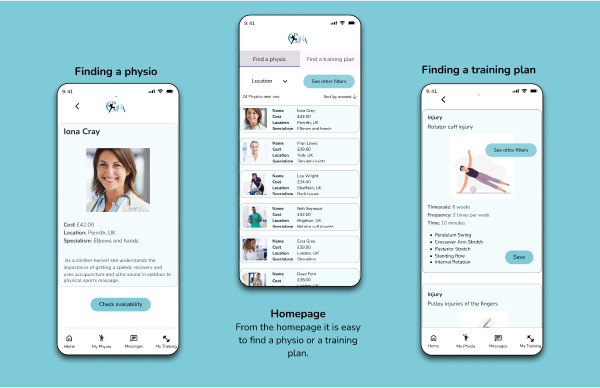 Finding a physio
9:41
Iona Cray
Cost £42.00
Location: Penrith, UK
Specialism: Elbows and hands
As a climber herself she understands the
importance of getting a speedy recovery and
uses acupuncture and ultra sound in addition to
physical sports massage.
Check availability
Home
My Physio
Messages
My Training
9:41
Find a physio
Find a training plan
Location
See other filters
24 Physios near you
Sort by nearest
Name Iona Cray
Cost £42.00
Location Penrith, UK
Specialism Elbows and hands
Name Fran Lewis
Cost £39.00
Location York, UK
Specialism Shoulder joints
Name Lou Wright
Cost £34.00
Location Sheffield, UK
Specialism Back issues
Name Rob Seymour
Cost £42.00
Location Brighton, UK
Specialism Rotator cuff injuries
Name Esra Grey
Cost £38.00
Location London, UK
Specialism Shoulders
Name Dave Fern
Cost £36.00
Location London, UK
Homepage
From the homepage it is easy
to find a physio or a training
plan.
Finding a training plan
9:41
Injury
Rotator cuff injury
See other filters
Timescale: 6 weeks
Frequency: 2 times per week
Time: 10 minutes
Pendulum Swing
Crossover Arm Stretch
Posterior Stretch
Standing Row
Internal Rotation
Save
Injury
Pulley injuries of the fingers
Home
My Physio
Messages
My Training